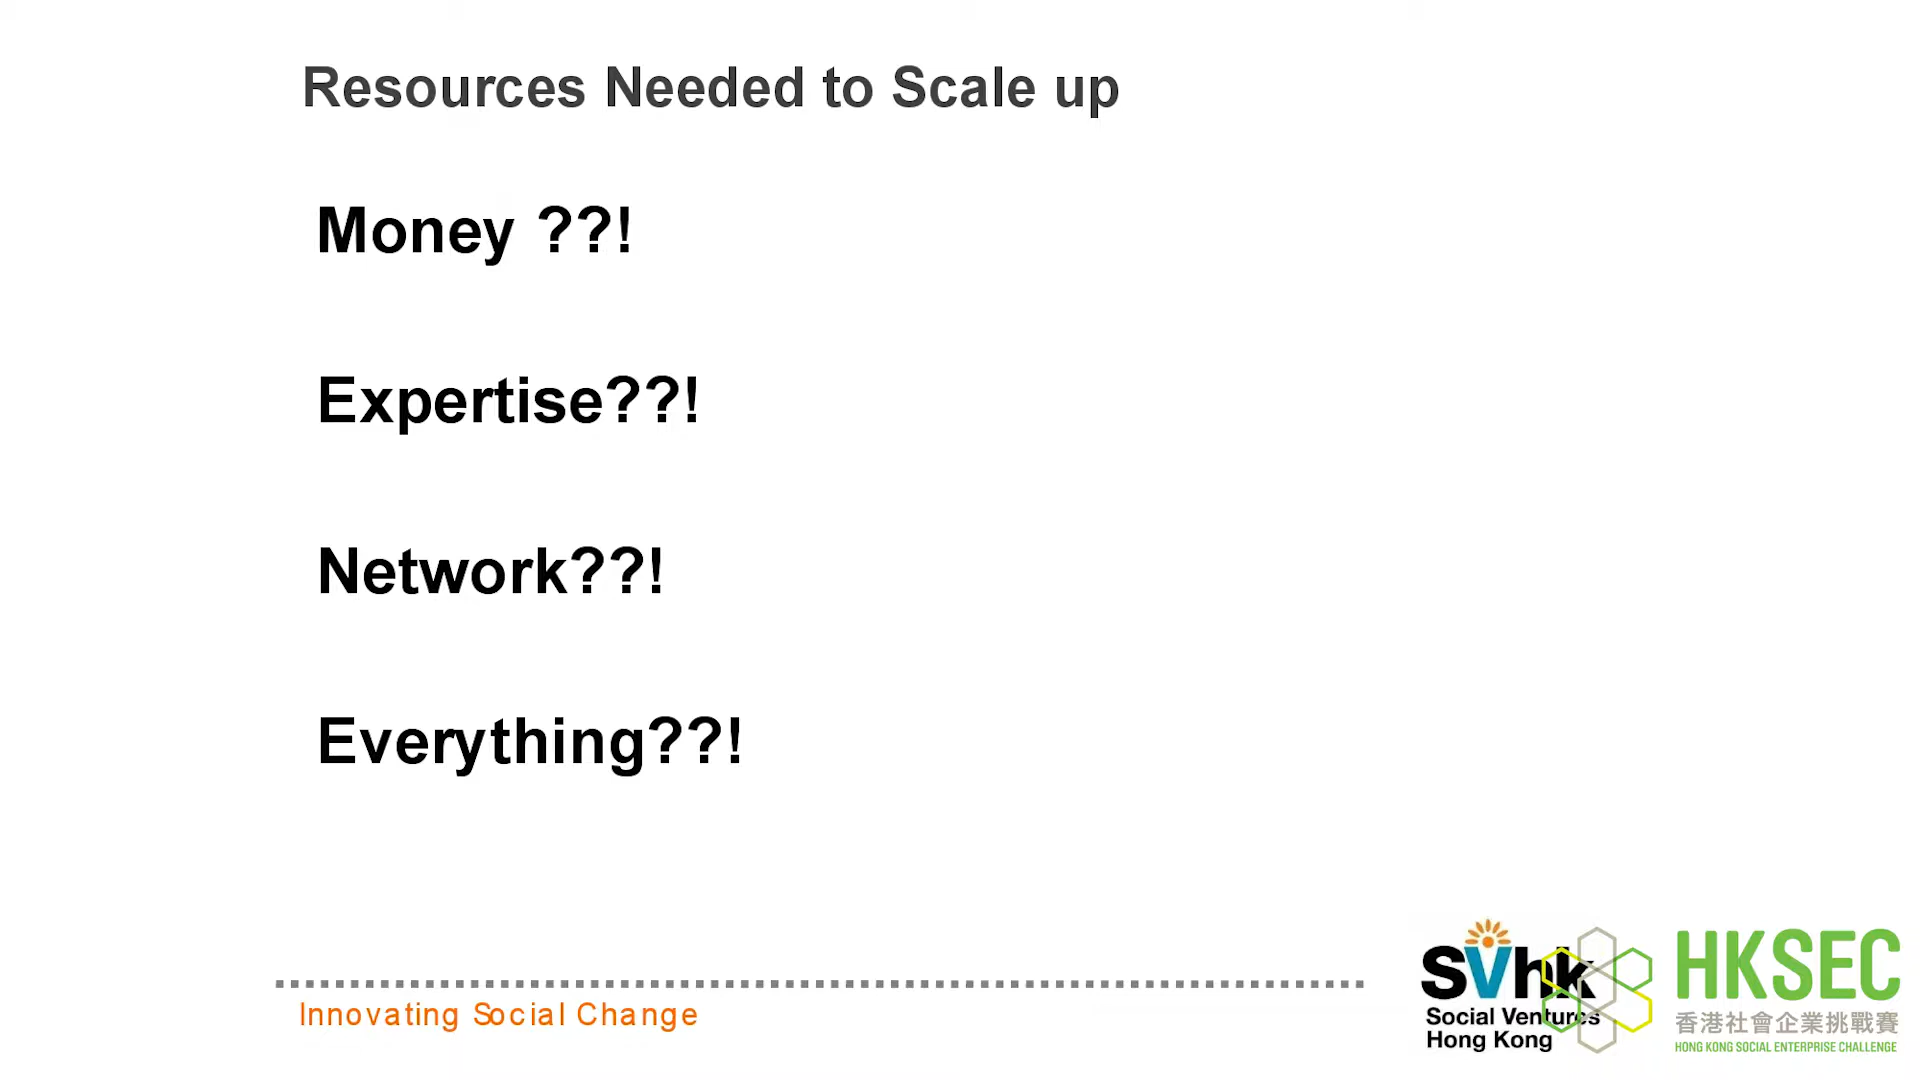 Resources Needed to Scale up
Money ??!
Expertise??!
Network??!
Everything??!
Innovating Social Change
SVhk
Social Ventures
Hong Kong
HKSEC
香港社會企業挑戰賽
HONG KONG SOCIAL ENTERPRISE CHALLENGE